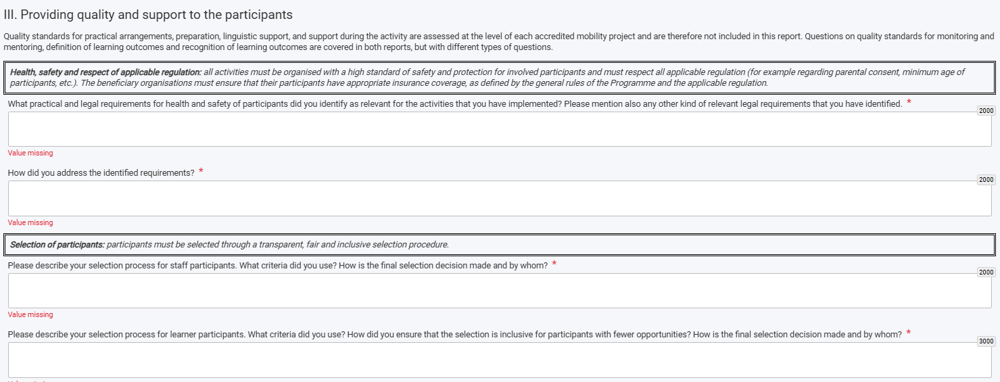 III. Providing quality and support to the participants
Quality standards for practical arrangements, preparation, linguistic support, and support during the activity are assessed at the level of each accredited mobility project and are therefore not included in this report. Questions on quality standards for monitoring and
mentoring, definition of learning outcomes and recognition of learning outcomes are covered in both reports, but with different types of questions.
Health, safety and respect of applicable regulation: all activities must be organised with a high standard of safety and protection for involved participants and must respect all applicable regulation (for example regarding parental consent, minimum age of
participants, etc.). The beneficiary organisations must ensure that their participants have appropriate insurance coverage, as defined by the general rules of the Programme and the applicable regulation.
What practical and legal requirements for health and safety of participants did you identify as relevant for the activities that you have implemented? Please mention also any other kind of relevant legal requirements that you have identified. *
2000
Value missing
How did you address the identified requirements? *
2000
Value missing
Selection of participants: participants must be selected through a transparent, fair and inclusive selection procedure.
Please describe your selection process for staff participants. What criteria did you use? How is the final selection decision made and by whom? *
2000
Value missing
Please describe your selection process for learner participants. What criteria did you use? How did you ensure that the selection is inclusive for participants with fewer opportunities? How is the final selection decision made and by whom? *
3000